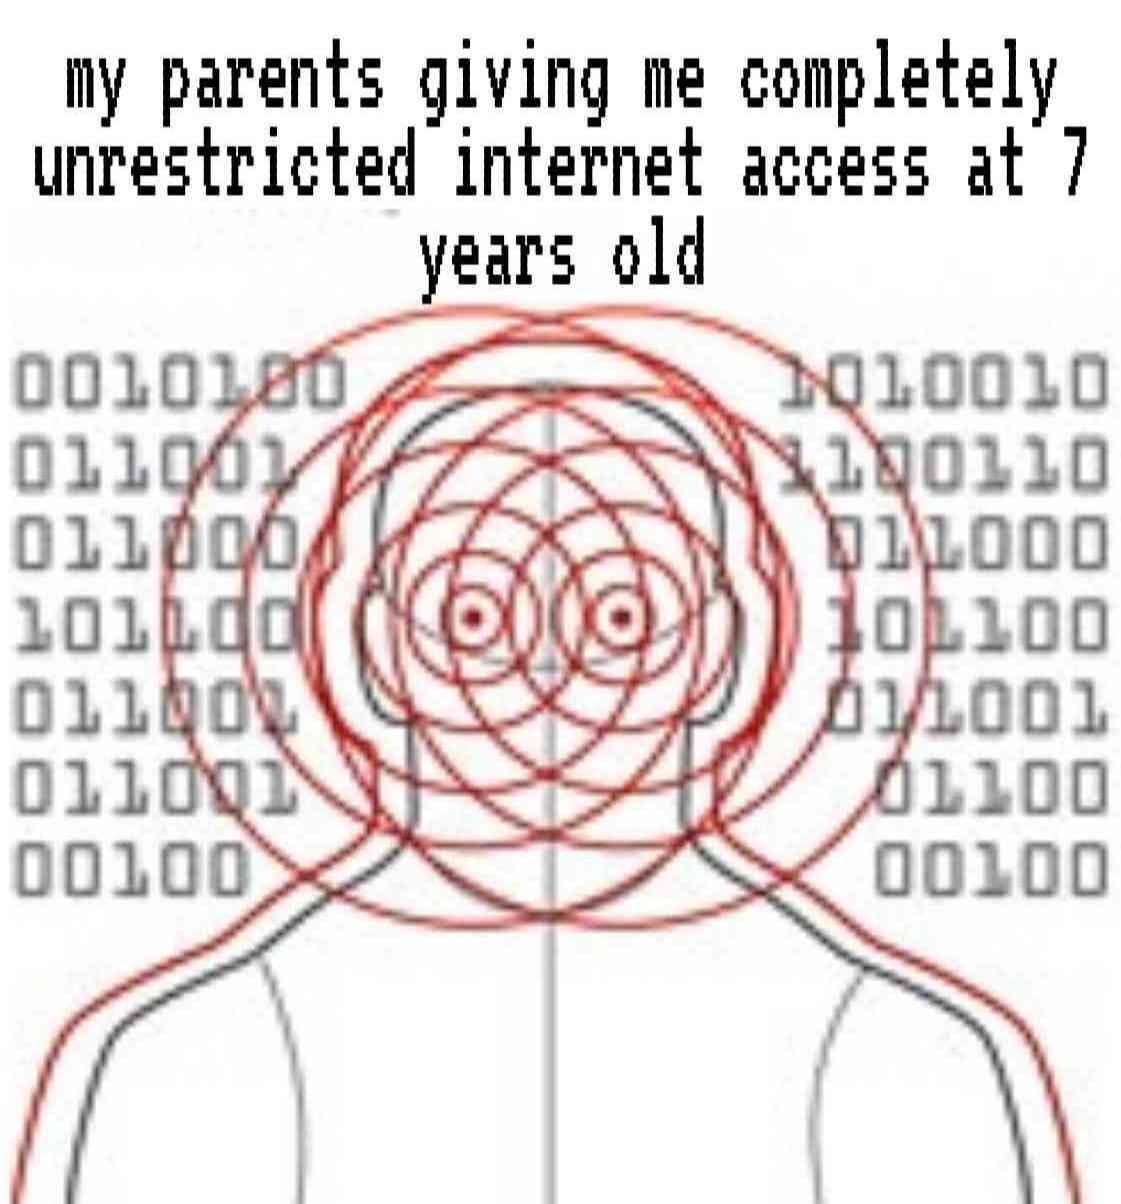 my parents giving me completely
unrestricted internet access at 7
years old
0010100 1010010
011001 1100110
011000 011000
101100 101100
011001 011001
011001 01100
00100 00100